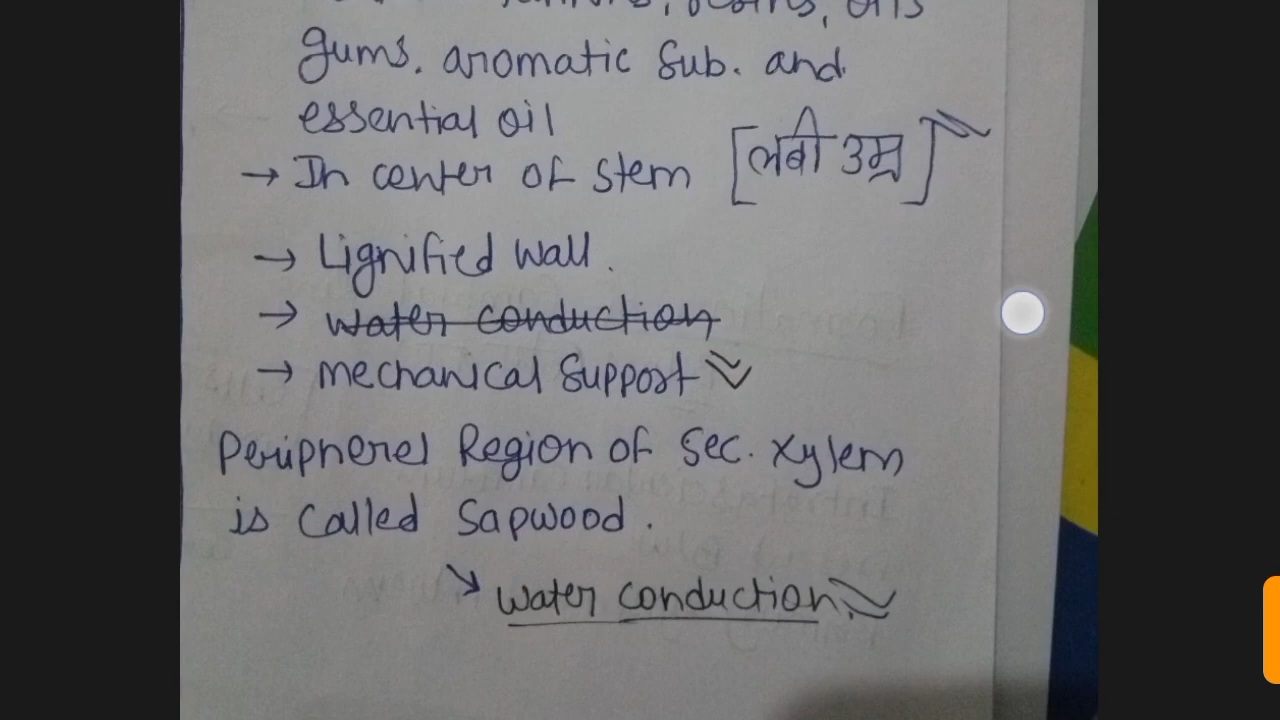 gums. aromatic Sub. and
essential oil
→ In center of stem [लंबी उम्र]
→ Lignified wall.
→ water conduction
→ mechanical Support
Peripherel Region of Sec. xylem
is called Sapwood.
↘ water conduction